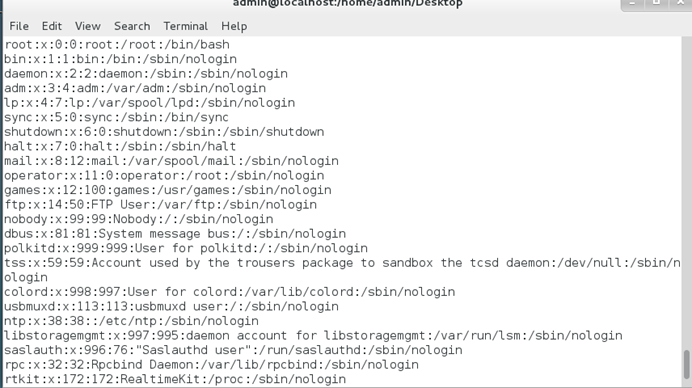 admin@localhost:/home/admin/Desktop
File Edit View Search Terminal Help
root:x:0:0:root:/root:/bin/bash
bin:x:1:1:bin:/bin:/sbin/nologin
daemon:x:2:2:daemon:/sbin:/sbin/nologin
adm:x:3:4:adm:/var/adm:/sbin/nologin
lp:x:4:7:lp:/var/spool/lpd:/sbin/nologin
sync:x:5:0:sync:/sbin:/bin/sync
shutdown:x:6:0:shutdown:/sbin:/sbin/shutdown
halt:x:7:0:halt:/sbin:/sbin/halt
mail:x:8:12:mail:/var/spool/mail:/sbin/nologin
operator:x:11:0:operator:/root:/sbin/nologin
games:x:12:100:games:/usr/games:/sbin/nologin
ftp:x:14:50:FTP User:/var/ftp:/sbin/nologin
nobody:x:99:99:Nobody:/:/sbin/nologin
dbus:x:81:81:System message bus:/:/sbin/nologin
polkitd:x:999:999:User for polkitd:/:/sbin/nologin
tss:x:59:59:Account used by the trousers package to sandbox the tcsd daemon:/dev/null:/sbin/n
ologin
colord:x:998:997:User for colord:/var/lib/colord:/sbin/nologin
usbmuxd:x:113:113:usbmuxd user:/:/sbin/nologin
ntp:x:38:38::/etc/ntp:/sbin/nologin
libstoragemgmt:x:997:995:daemon account for libstoragemgmt:/var/run/lsm:/sbin/nologin
saslauth:x:996:76:"Saslauthd user":/run/saslauthd:/sbin/nologin
rpc:x:32:32:Rpcbind Daemon:/var/lib/rpcbind:/sbin/nologin
rtkit:x:172:172:RealtimeKit:/proc:/sbin/nologin